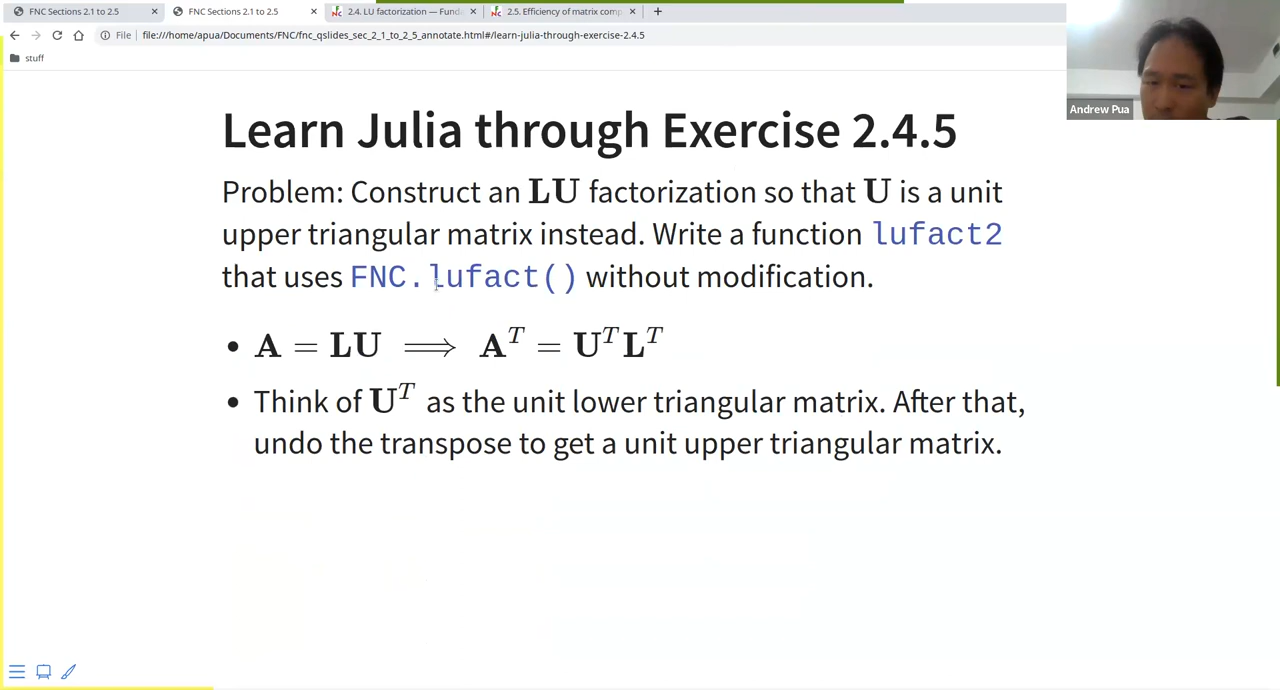 FNC Sections 2.1 to 2.5
FNC Sections 2.1 to 2.5
2.4. LU factorization — Fund
2.5. Efficiency of matrix comp
File
file:///home/apua/Documents/FNC/fnc_qslides_sec_2_1_to_2_5_annotate.html#/learn-julia-through-exercise-2.4.5
stuff
Andrew Pua
Learn Julia through Exercise 2.4.5
Problem: Construct an LU factorization so that U is a unit
upper triangular matrix instead. Write a function lufact2
that uses FNC.lufact() without modification.
• A = LU ⟹ Aᵀ = UᵀLᵀ
• Think of Uᵀ as the unit lower triangular matrix. After that,
undo the transpose to get a unit upper triangular matrix.